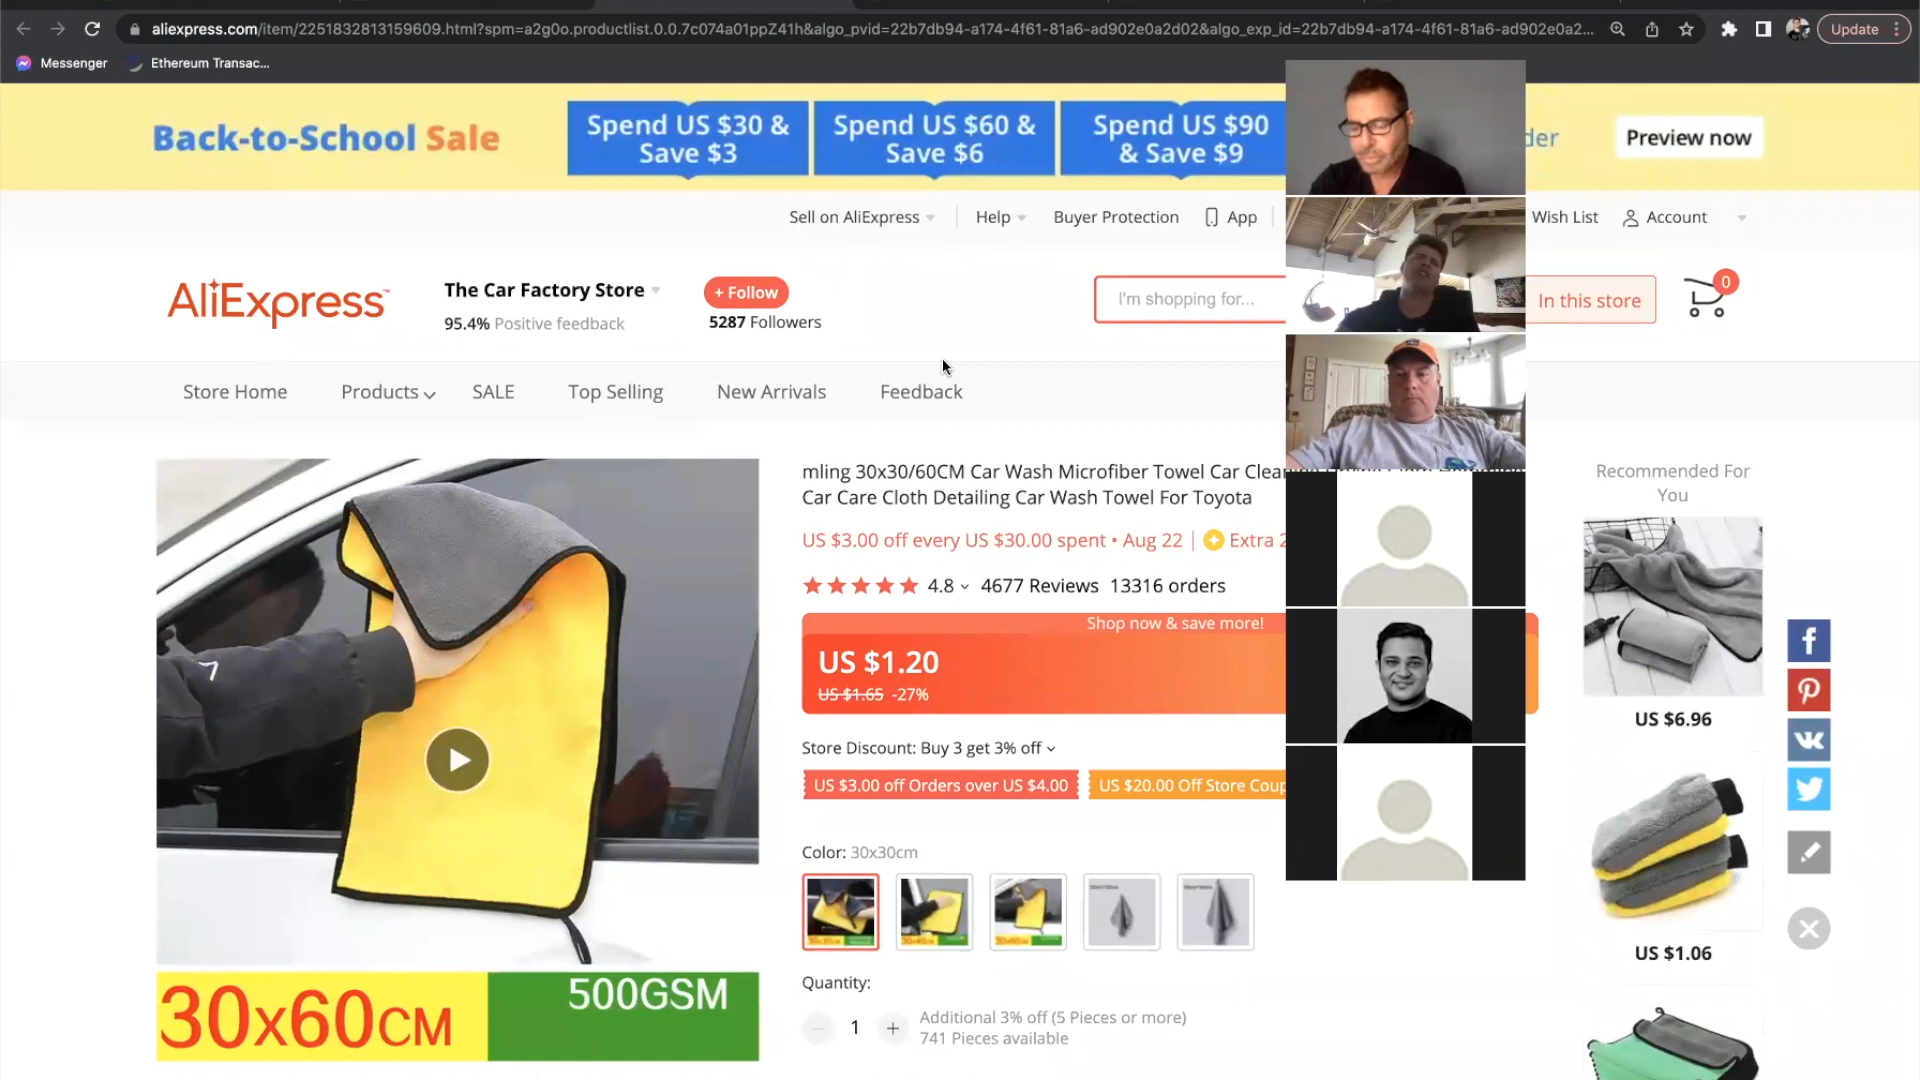 aliexpress.com/item/2251832813159609.html?spm=a2g0o.productlist.0.0.7c074a01ppZ41h&algo_pvid=22b7db94-a174-4f61-81a6-ad902e0a2d02&algo_exp_id=22b7db94-a174-4f61-81a6-ad902e0a2...
Update
Messenger
Ethereum Transac...
Back-to-School Sale
Spend US $30 & Save $3
Spend US $60 & Save $6
Spend US $90 & Save $9
der
Preview now
Sell on AliExpress
Help
Buyer Protection
App
Wish List
Account
AliExpress™
The Car Factory Store
95.4% Positive feedback
+ Follow
5287 Followers
I'm shopping for...
In this store
0
Store Home
Products
SALE
Top Selling
New Arrivals
Feedback
mling 30x30/60CM Car Wash Microfiber Towel Car Clea
Car Care Cloth Detailing Car Wash Towel For Toyota
US $3.00 off every US $30.00 spent • Aug 22 | Extra 2
4.8 4677 Reviews 13316 orders
Shop now & save more!
US $1.20
US $1.65 -27%
Store Discount: Buy 3 get 3% off
US $3.00 off Orders over US $4.00
US $20.00 Off Store Coup
Color: 30x30cm
Quantity:
1
Additional 3% off (5 Pieces or more)
741 Pieces available
30x60CM
500GSM
Recommended For
You
US $6.96
US $1.06